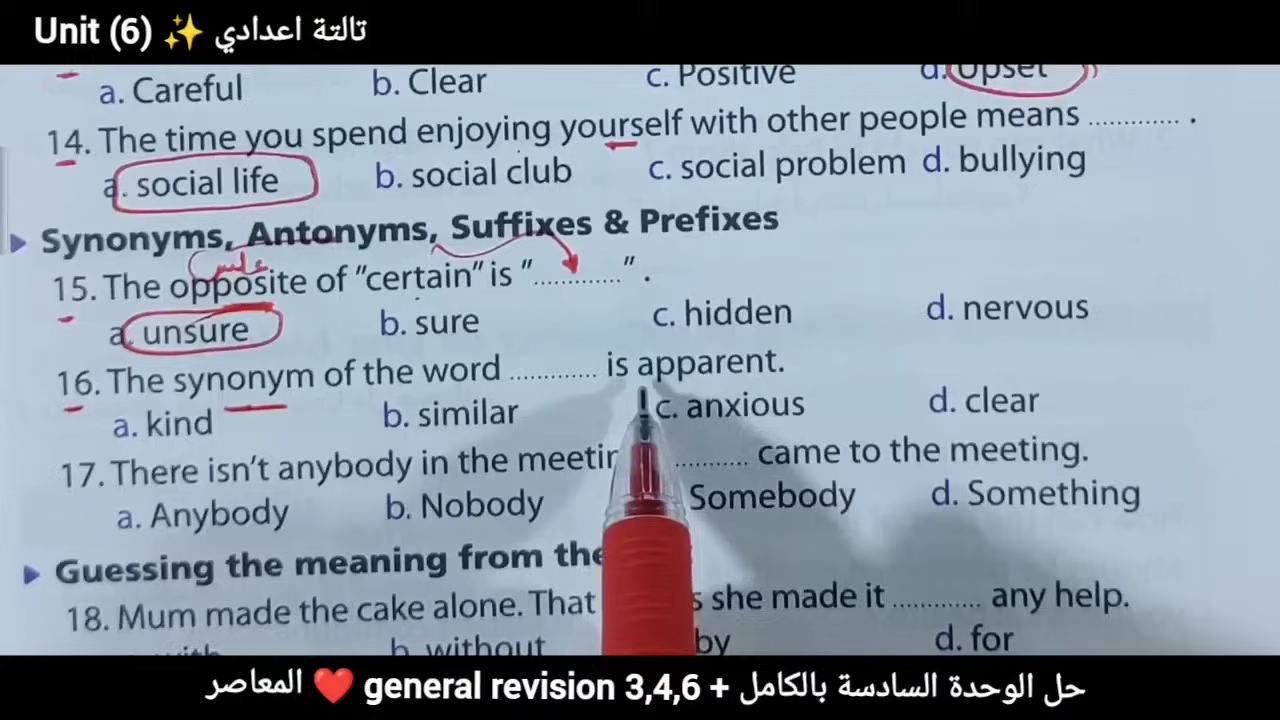 Unit (6) ✨ تالتة اعدادي
a. Careful b. Clear c. Positive d. Upset
14. The time you spend enjoying yourself with other people means ............ .
a. social life b. social club c. social problem d. bullying
Synonyms, Antonyms, Suffixes & Prefixes
عكس
15. The opposite of "certain" is "............" .
a. unsure b. sure c. hidden d. nervous
16. The synonym of the word ............ is apparent.
a. kind b. similar c. anxious d. clear
17. There isn't anybody in the ............ came to the meeting.
a. Anybody b. Nobody Somebody d. Something
Guessing the meaning from
18. Mum made the cake alone. That she made it ............ any help.
b. without by d. for
حل الوحدة السادسة بالكامل + general revision 3,4,6 ❤️ المعاصر